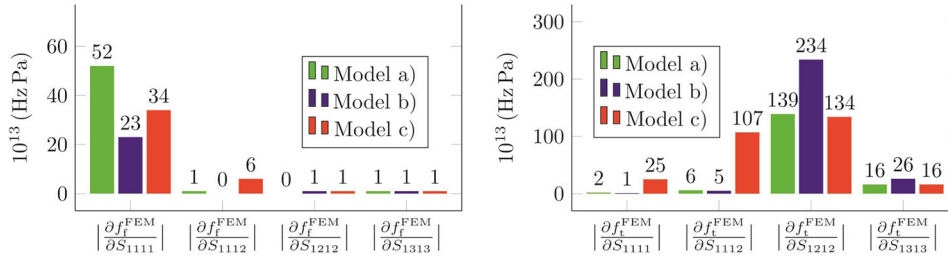 10^13 (Hz Pa)
60
40
20
0
52 23 34
1 0 6
0 1 1
1 1 1
Model a)
Model b)
Model c)
|∂f_f^FEM/∂S_1111| |∂f_f^FEM/∂S_1112| |∂f_f^FEM/∂S_1212| |∂f_f^FEM/∂S_1313|
10^13 (Hz Pa)
300
200
100
0
2 1 25
6 5 107
139 234 134
16 26 16
Model a)
Model b)
Model c)
|∂f_t^FEM/∂S_1111| |∂f_t^FEM/∂S_1112| |∂f_t^FEM/∂S_1212| |∂f_t^FEM/∂S_1313|